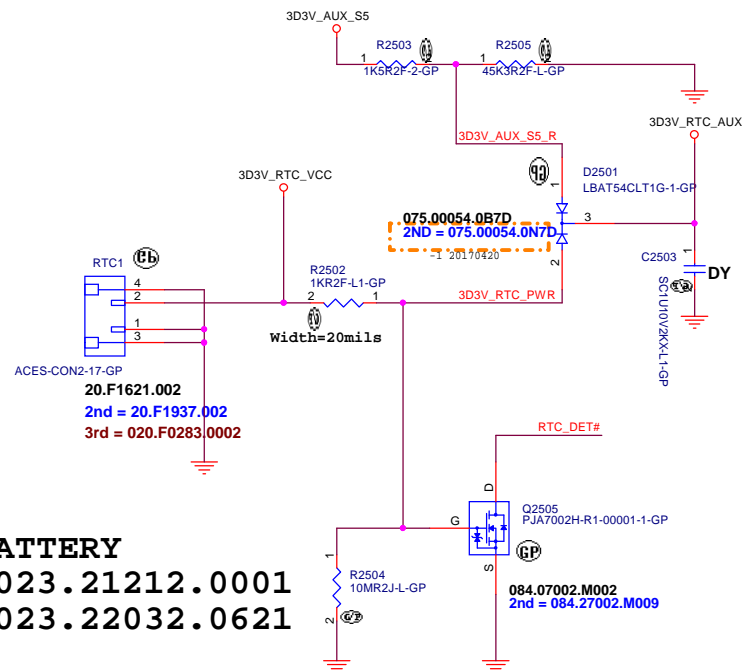 3D3V_AUX_S5
R2503
R2505
1 2
1 2
1K5R2F-2-GP
45K3R2F-L-GP
3D3V_RTC_AUX
3D3V_AUX_S5_R
3D3V_RTC_VCC
1
D2501
LBAT54CLT1G-1-GP
3
075.00054.0B7D
2ND = 075.00054.0N7D
-1 20170420
2
RTC1
R2502
1KR2F-L1-GP
C2503
1
DY
2
SC1U10V2KX-L1-GP
4
2
1
3
2 1
3D3V_RTC_PWR
Width=20mils
ACES-CON2-17-GP
20.F1621.002
2nd = 20.F1937.002
3rd = 020.F0283.0002
RTC_DET#
D
Q2505
PJA7002H-R1-00001-1-GP
G
S
GP
ATTERY
023.21212.0001
023.22032.0621
1
R2504
10MR2J-L-GP
2
084.07002.M002
2nd = 084.27002.M009